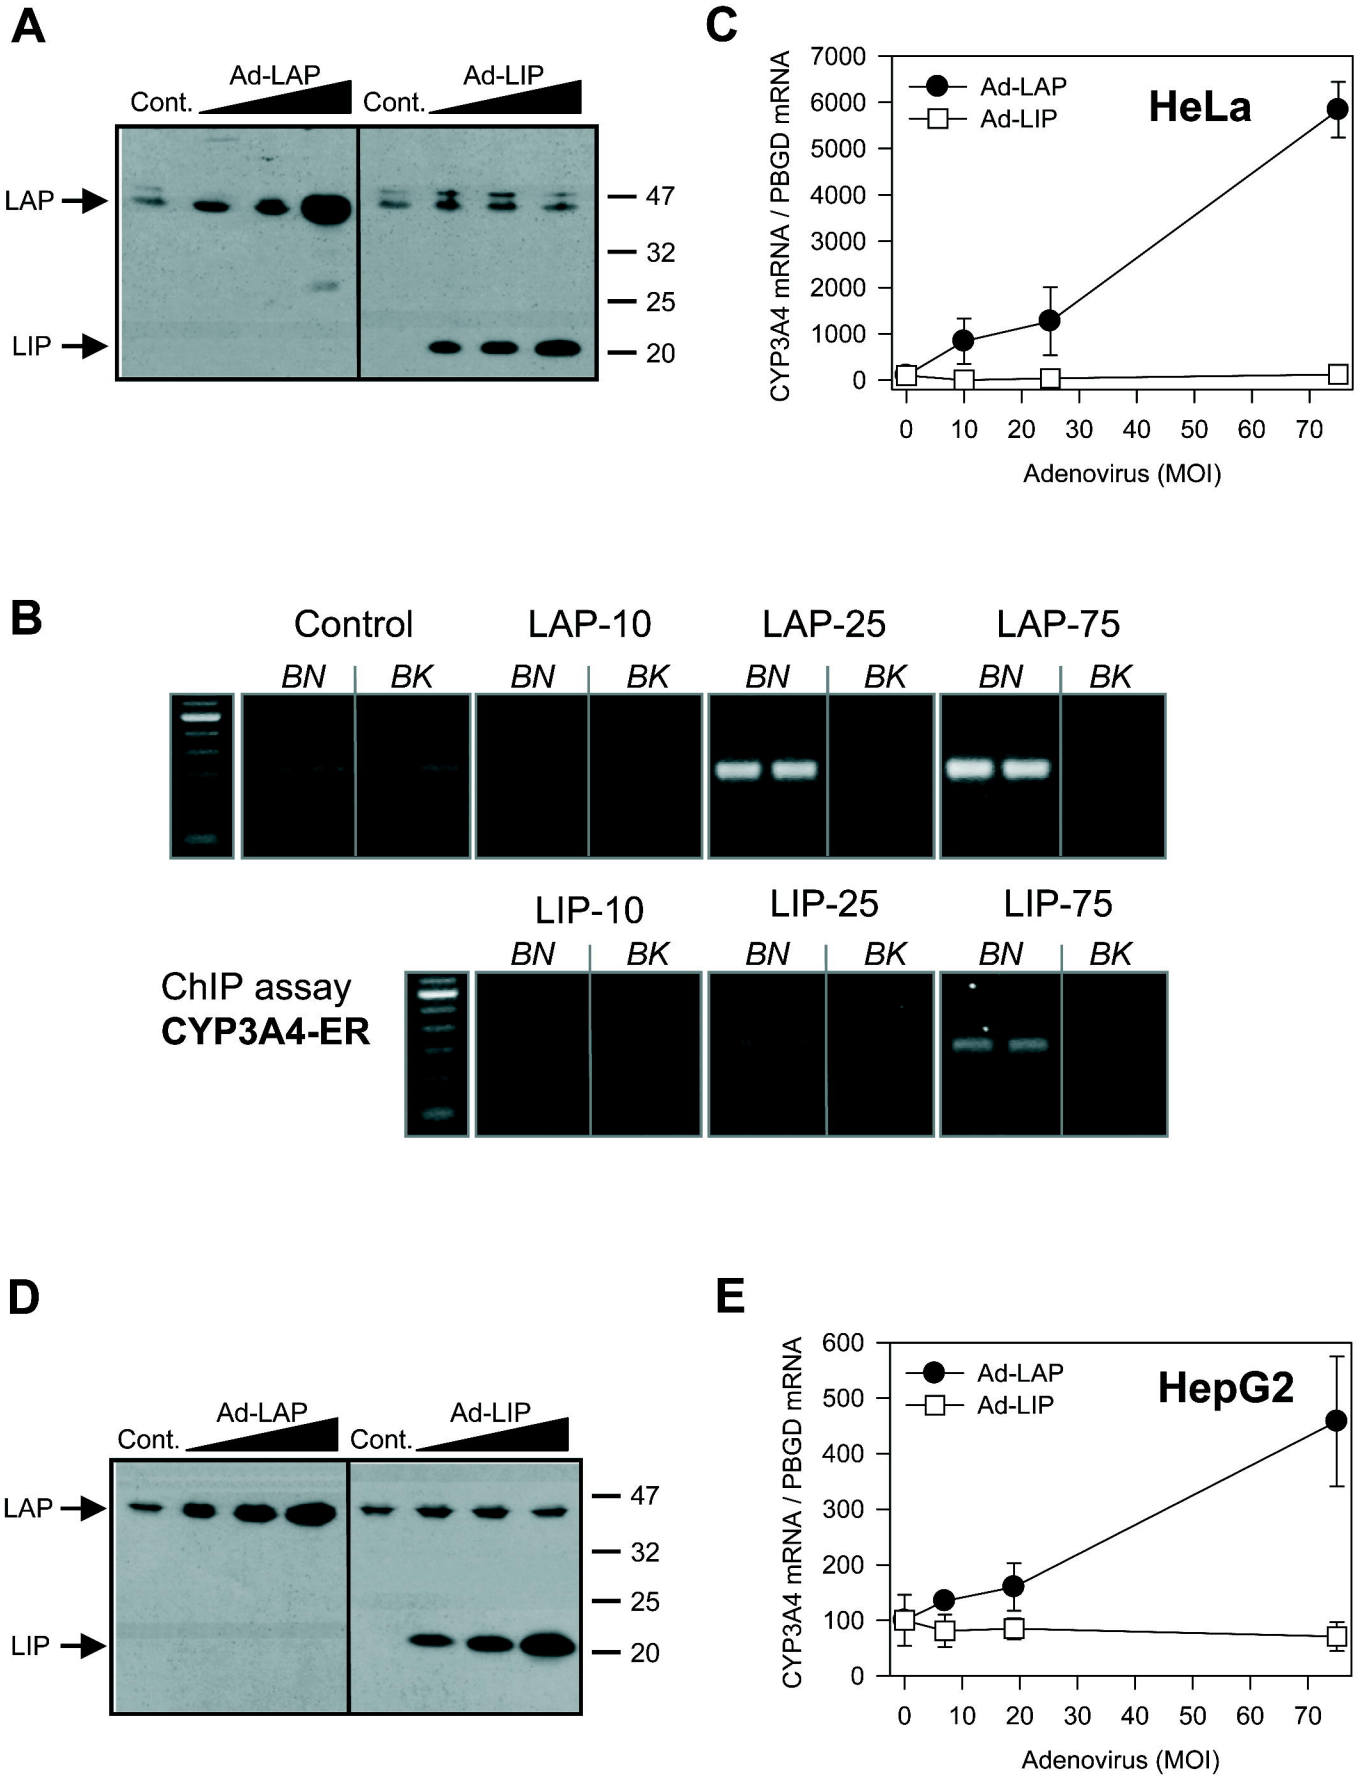 A
Ad-LAP
Ad-LIP
Cont.
Cont.
LAP
LIP
47
32
25
20
C
CYP3A4 mRNA / PBGD mRNA
7000
6000
5000
4000
3000
2000
1000
0
Ad-LAP
Ad-LIP
HeLa
0 10 20 30 40 50 60 70
Adenovirus (MOI)
B
Control LAP-10 LAP-25 LAP-75
BN BK BN BK BN BK BN BK
LIP-10 LIP-25 LIP-75
BN BK BN BK BN BK
ChIP assay
CYP3A4-ER
D
Ad-LAP
Ad-LIP
Cont.
Cont.
LAP
LIP
47
32
25
20
E
CYP3A4 mRNA / PBGD mRNA
600
500
400
300
200
100
0
Ad-LAP
Ad-LIP
HepG2
0 10 20 30 40 50 60 70
Adenovirus (MOI)